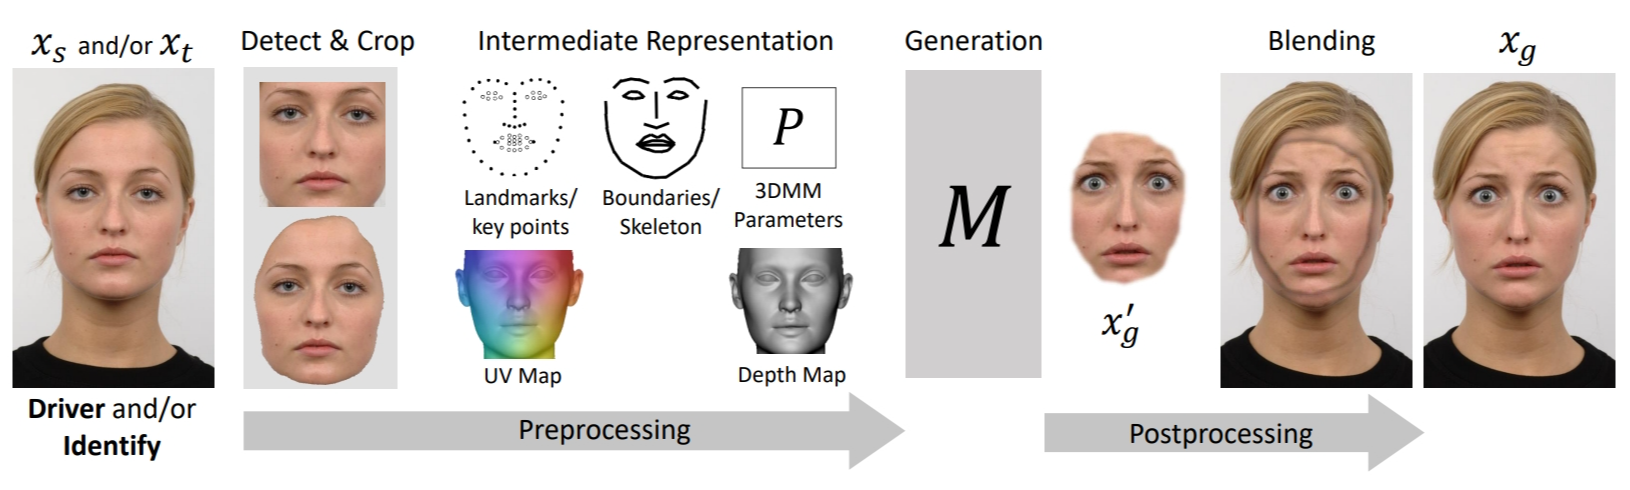 x_s and/or x_t
Driver and/or
Identify
Detect & Crop
Intermediate Representation
Landmarks/
key points
Boundaries/
Skeleton
P
3DMM
Parameters
UV Map
Depth Map
Preprocessing
Generation
M
x'_g
Blending
Postprocessing
x_g